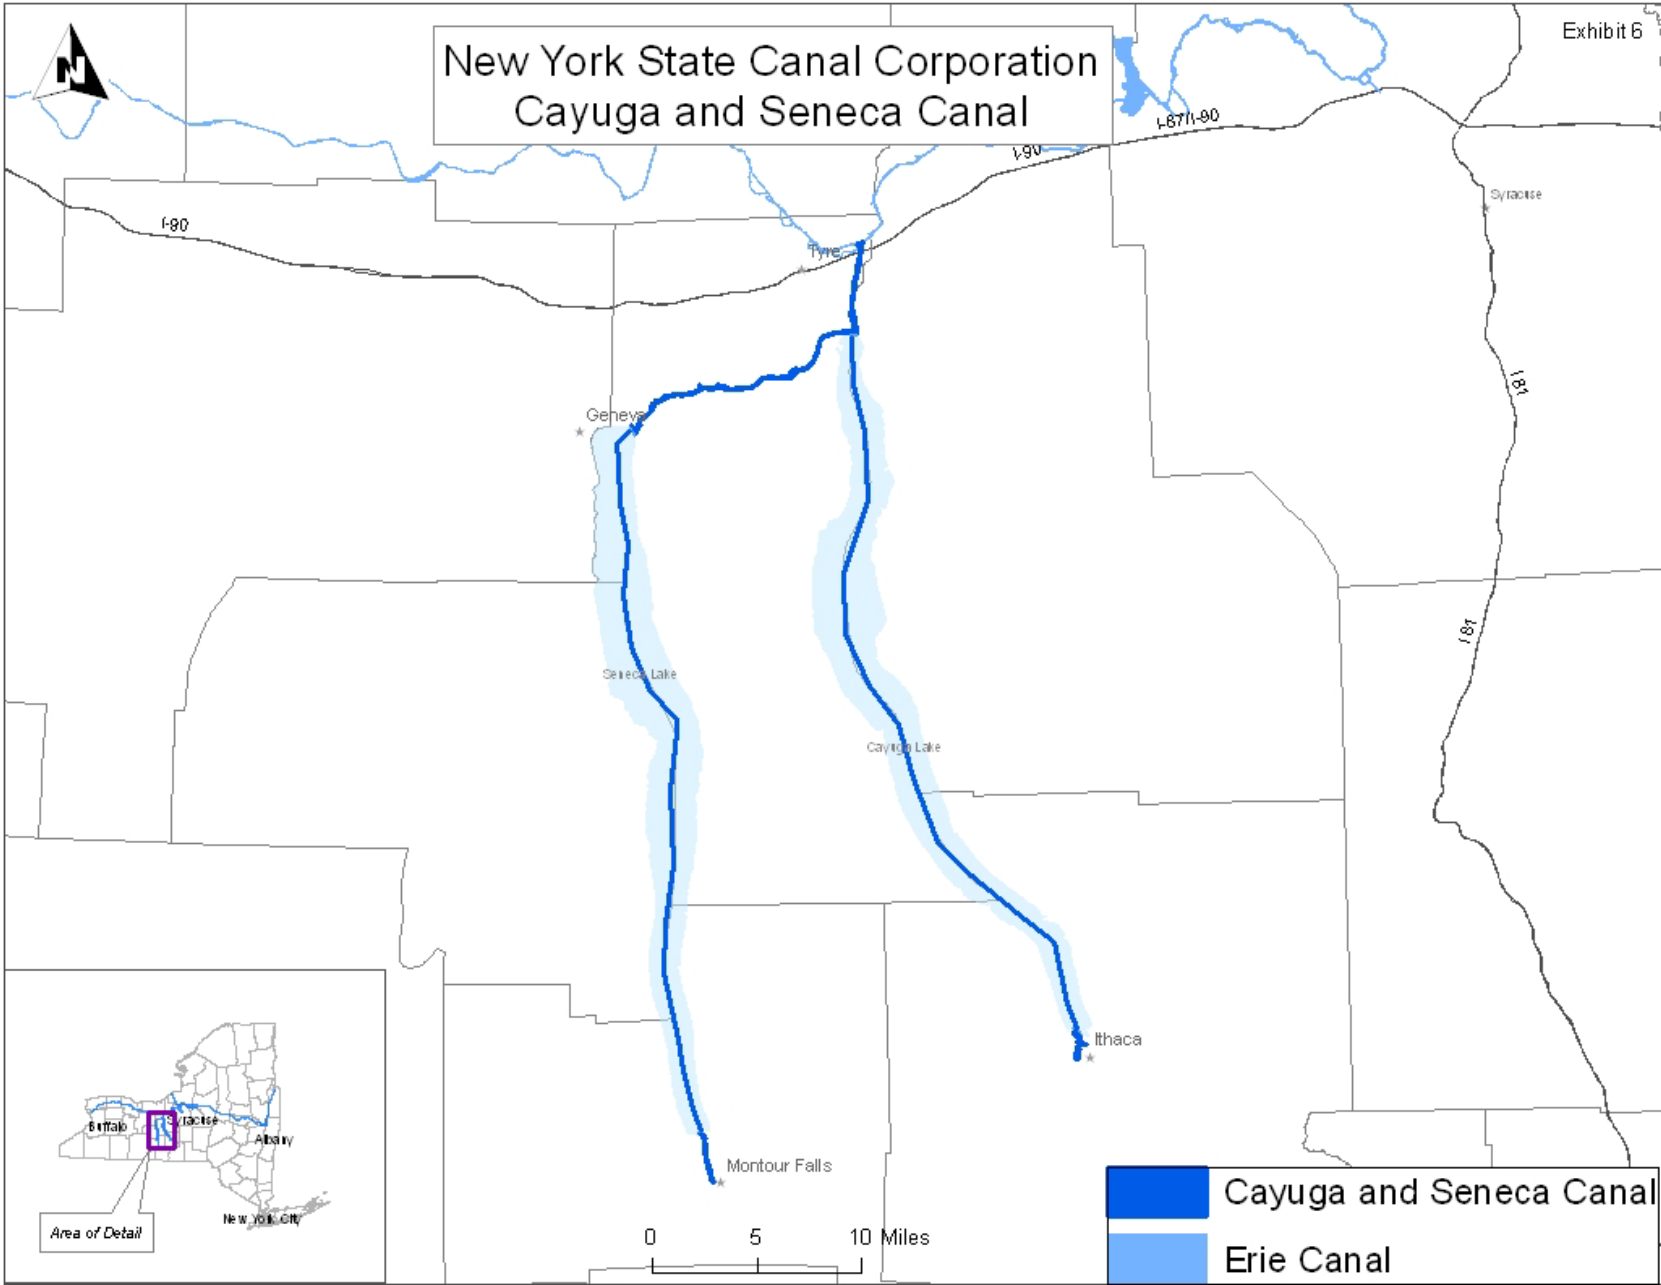 Exhibit 6
N
New York State Canal Corporation
Cayuga and Seneca Canal
I-87/I-90
I-90
Syracuse
I-90
Tyre
I 81
Geneva
I 81
Seneca Lake
Cayuga Lake
Ithaca
Buffalo
Syracuse
Albany
New York City
Area of Detail
Montour Falls
0 5 10 Miles
Cayuga and Seneca Canal
Erie Canal